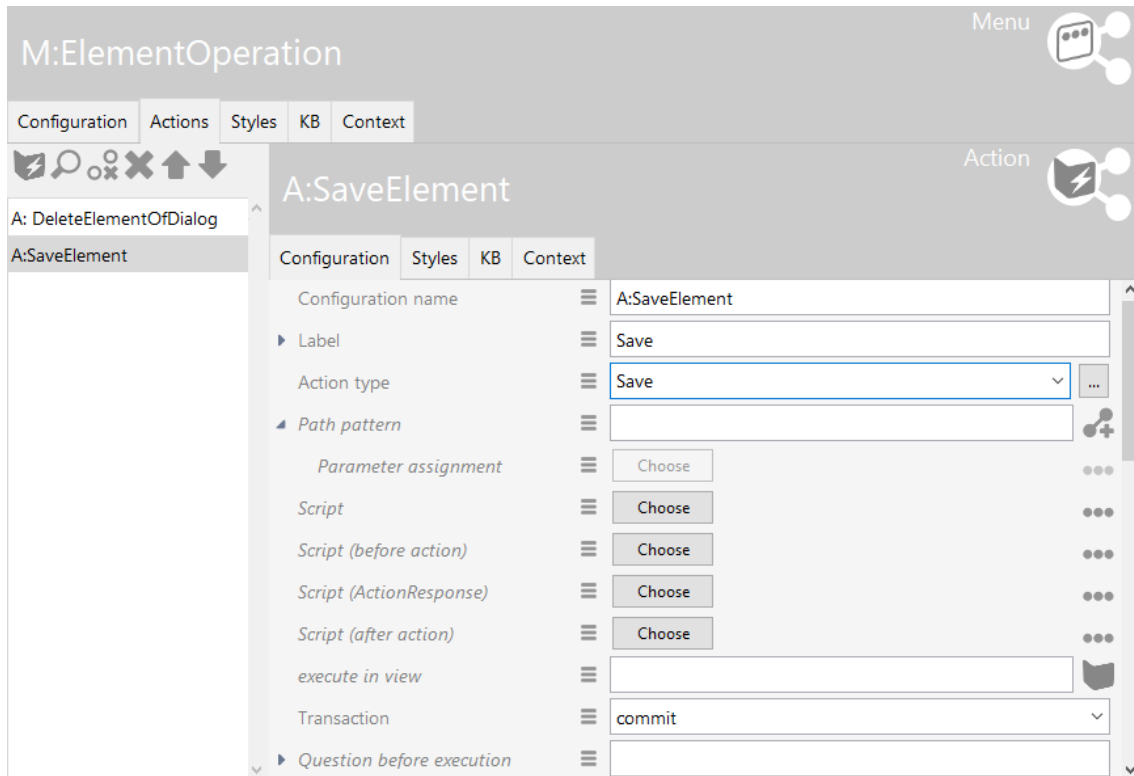 Menu
M:ElementOperation
Configuration Actions Styles KB Context
Action
A:SaveElement
A: DeleteElementOfDialog
A:SaveElement
Configuration Styles KB Context
Configuration name A:SaveElement
Label Save
Action type Save ...
Path pattern
Parameter assignment Choose
Script Choose
Script (before action) Choose
Script (ActionResponse) Choose
Script (after action) Choose
execute in view
Transaction commit
Question before execution